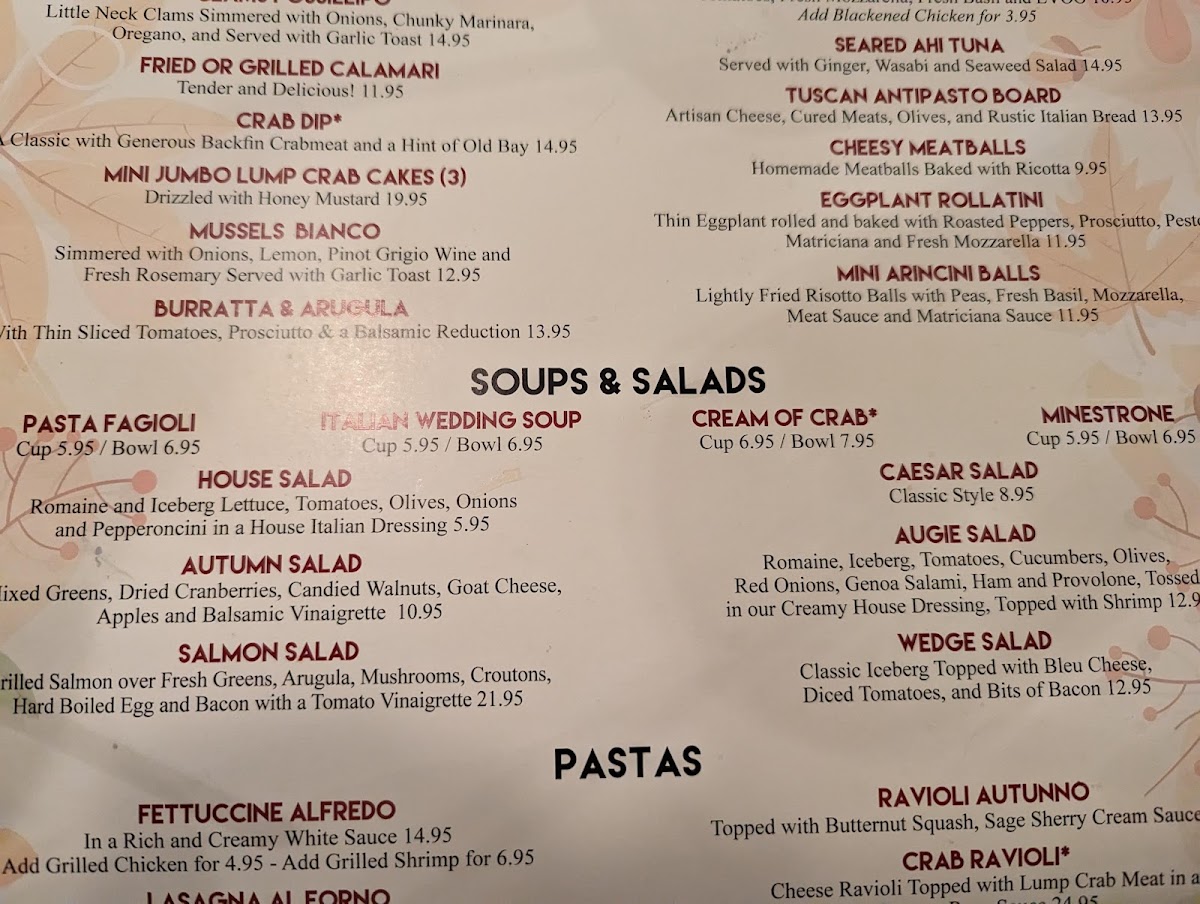 Little Neck Clams Simmered with Onions, Chunky Marinara,
Oregano, and Served with Garlic Toast 14.95
FRIED OR GRILLED CALAMARI
Tender and Delicious! 11.95
CRAB DIP*
A Classic with Generous Backfin Crabmeat and a Hint of Old Bay 14.95
MINI JUMBO LUMP CRAB CAKES (3)
Drizzled with Honey Mustard 19.95
MUSSELS BIANCO
Simmered with Onions, Lemon, Pinot Grigio Wine and
Fresh Rosemary Served with Garlic Toast 12.95
BURRATTA & ARUGULA
With Thin Sliced Tomatoes, Prosciutto & a Balsamic Reduction 13.95
Add Blackened Chicken for 3.95
SEARED AHI TUNA
Served with Ginger, Wasabi and Seaweed Salad 14.95
TUSCAN ANTIPASTO BOARD
Artisan Cheese, Cured Meats, Olives, and Rustic Italian Bread 13.95
CHEESY MEATBALLS
Homemade Meatballs Baked with Ricotta 9.95
EGGPLANT ROLLATINI
Thin Eggplant rolled and baked with Roasted Peppers, Prosciutto, Pesto
Matriciana and Fresh Mozzarella 11.95
MINI ARINCINI BALLS
Lightly Fried Risotto Balls with Peas, Fresh Basil, Mozzarella,
Meat Sauce and Matriciana Sauce 11.95
SOUPS & SALADS
PASTA FAGIOLI
Cup 5.95 / Bowl 6.95
ITALIAN WEDDING SOUP
Cup 5.95 / Bowl 6.95
CREAM OF CRAB*
Cup 6.95 / Bowl 7.95
MINESTRONE
Cup 5.95 / Bowl 6.95
HOUSE SALAD
Romaine and Iceberg Lettuce, Tomatoes, Olives, Onions
and Pepperoncini in a House Italian Dressing 5.95
AUTUMN SALAD
Mixed Greens, Dried Cranberries, Candied Walnuts, Goat Cheese,
Apples and Balsamic Vinaigrette 10.95
SALMON SALAD
Grilled Salmon over Fresh Greens, Arugula, Mushrooms, Croutons,
Hard Boiled Egg and Bacon with a Tomato Vinaigrette 21.95
CAESAR SALAD
Classic Style 8.95
AUGIE SALAD
Romaine, Iceberg, Tomatoes, Cucumbers, Olives,
Red Onions, Genoa Salami, Ham and Provolone, Tossed
in our Creamy House Dressing, Topped with Shrimp 12.9
WEDGE SALAD
Classic Iceberg Topped with Bleu Cheese,
Diced Tomatoes, and Bits of Bacon 12.95
PASTAS
FETTUCCINE ALFREDO
In a Rich and Creamy White Sauce 14.95
Add Grilled Chicken for 4.95 - Add Grilled Shrimp for 6.95
LASAGNA AL FORNO
RAVIOLI AUTUNNO
Topped with Butternut Squash, Sage Sherry Cream Sauce
CRAB RAVIOLI*
Cheese Ravioli Topped with Lump Crab Meat in a